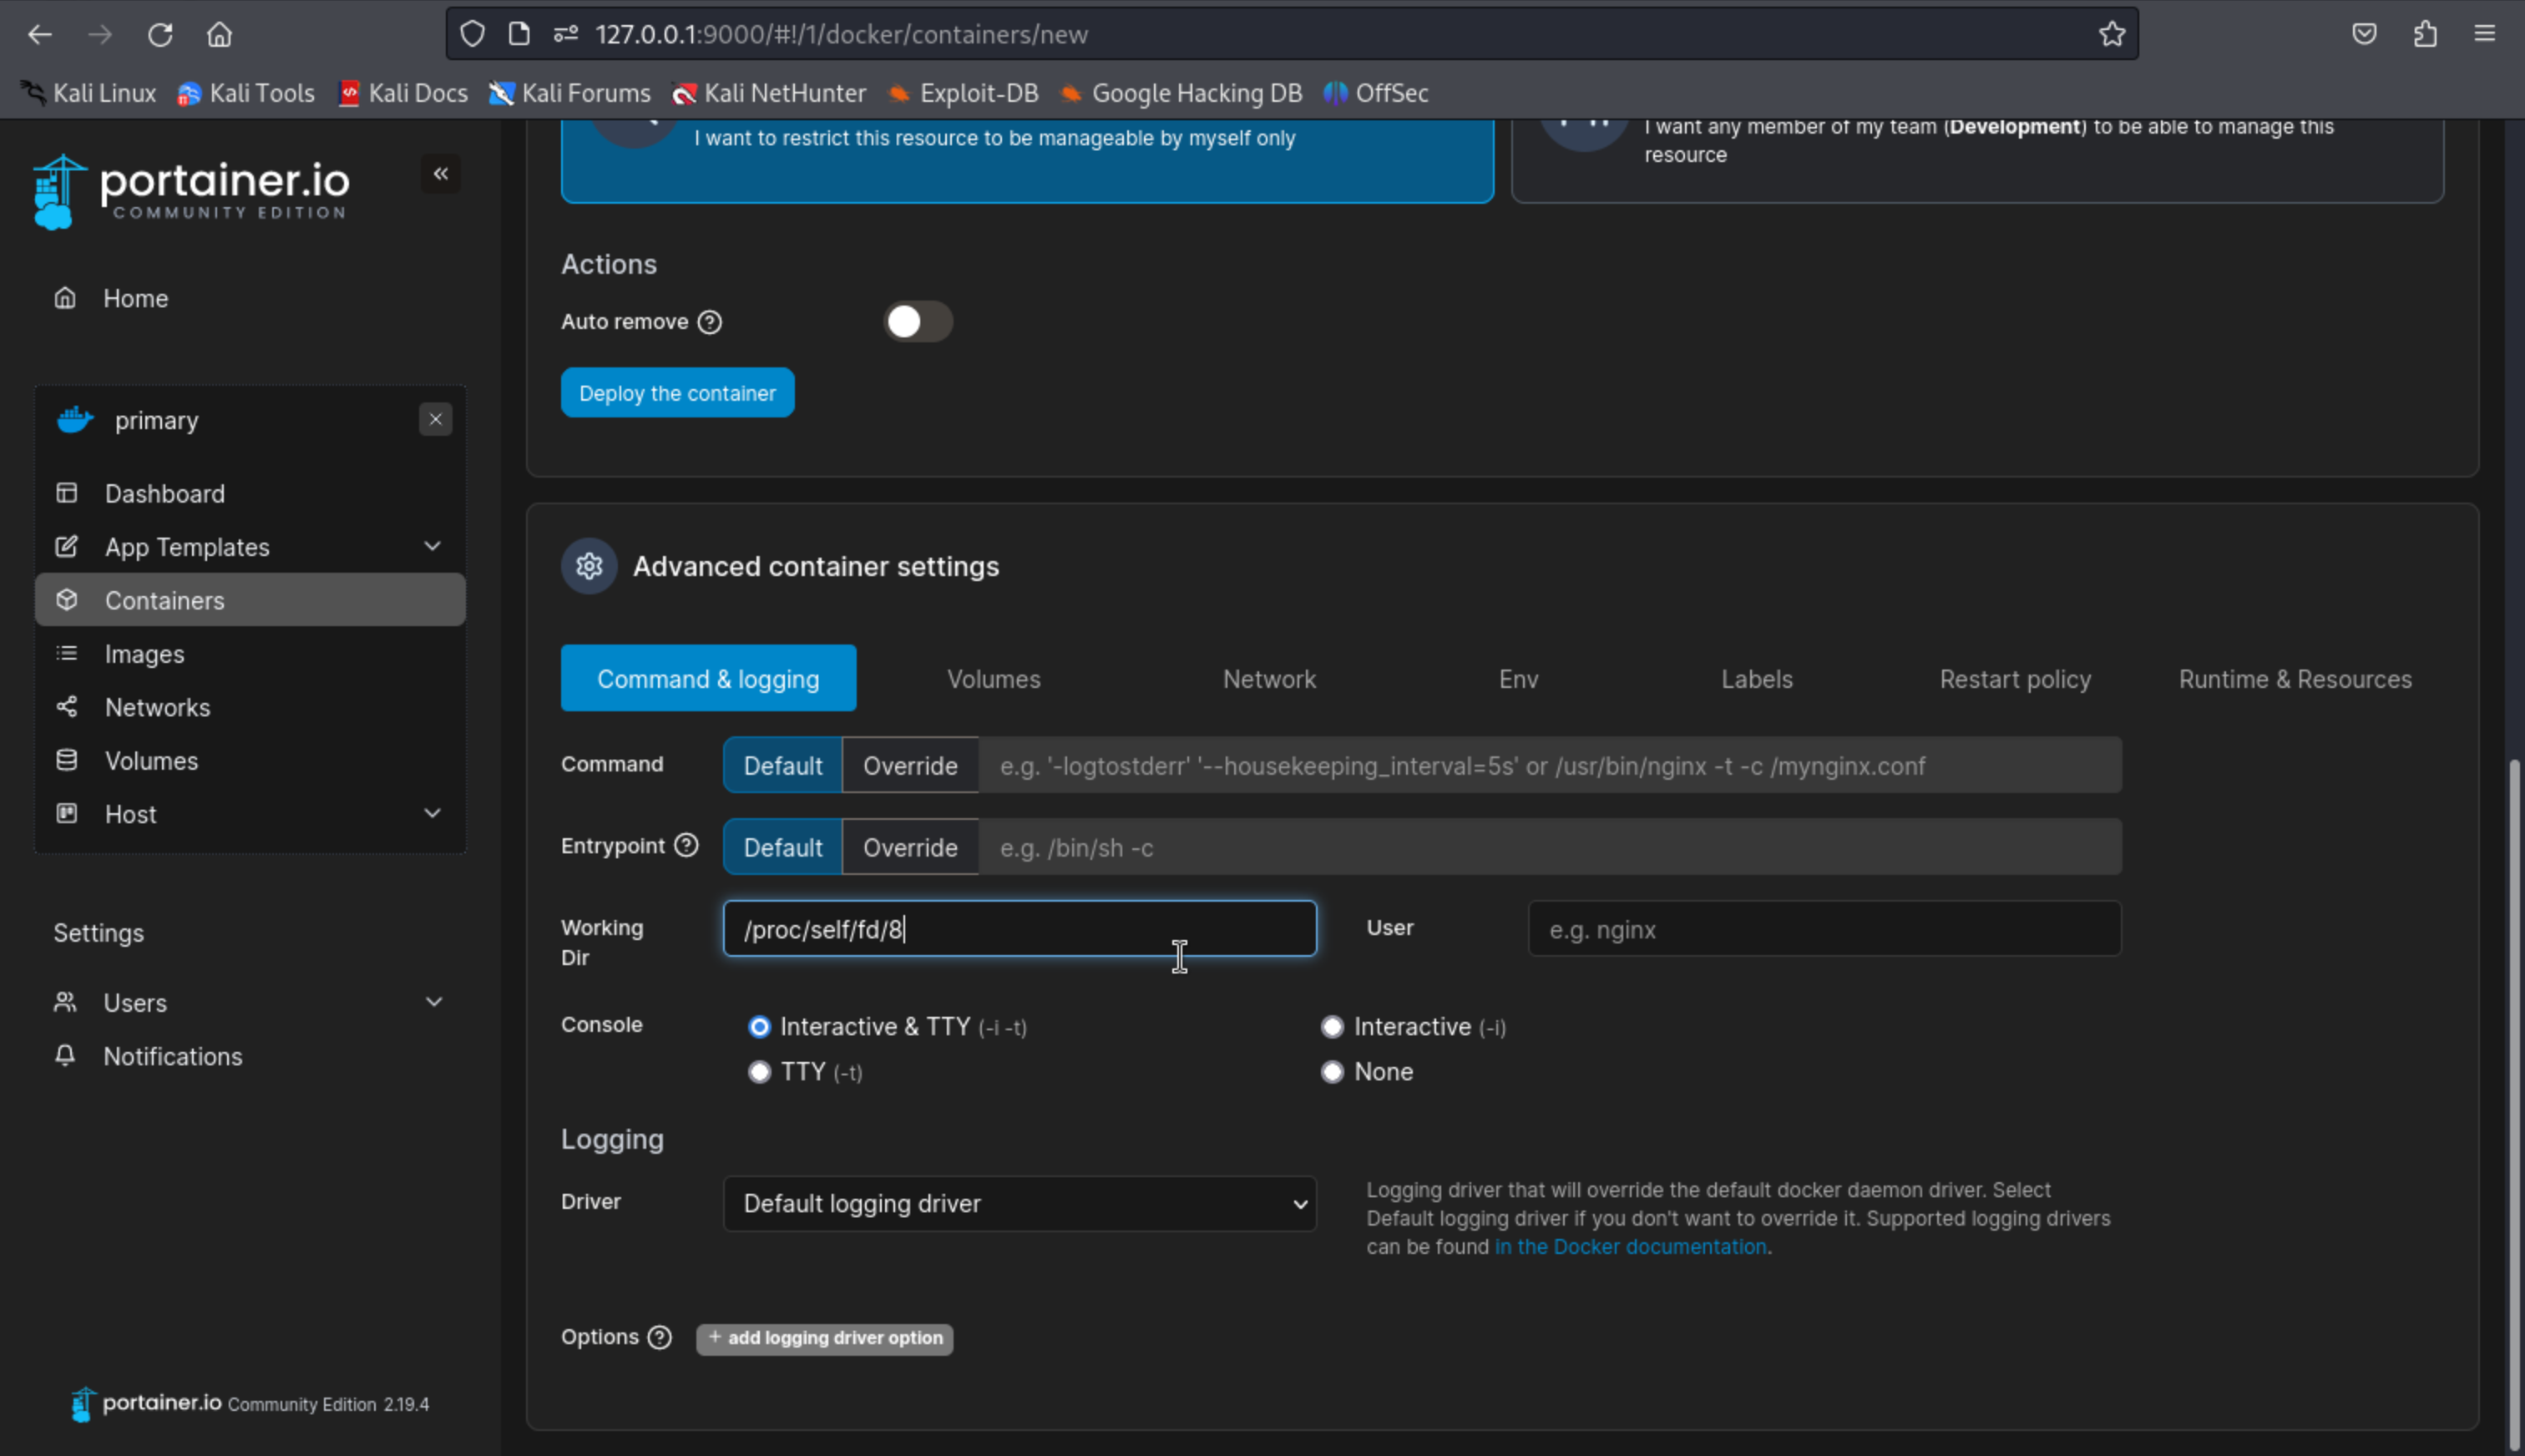 127.0.0.1:9000/#!/1/docker/containers/new
Kali Linux Kali Tools Kali Docs Kali Forums Kali NetHunter Exploit-DB Google Hacking DB OffSec
portainer.io
COMMUNITY EDITION
Home
primary
Dashboard
App Templates
Containers
Images
Networks
Volumes
Host
Settings
Users
Notifications
portainer.io Community Edition 2.19.4
I want to restrict this resource to be manageable by myself only
I want any member of my team (Development) to be able to manage this
resource
Actions
Auto remove
Deploy the container
Advanced container settings
Command & logging Volumes Network Env Labels Restart policy Runtime & Resources
Command Default Override e.g. '-logtostderr' '--housekeeping_interval=5s' or /usr/bin/nginx -t -c /mynginx.conf
Entrypoint Default Override e.g. /bin/sh -c
Working
Dir
/proc/self/fd/8
User e.g. nginx
Console Interactive & TTY (-i -t) Interactive (-i)
TTY (-t) None
Logging
Driver Default logging driver
Logging driver that will override the default docker daemon driver. Select
Default logging driver if you don't want to override it. Supported logging drivers
can be found in the Docker documentation.
Options + add logging driver option